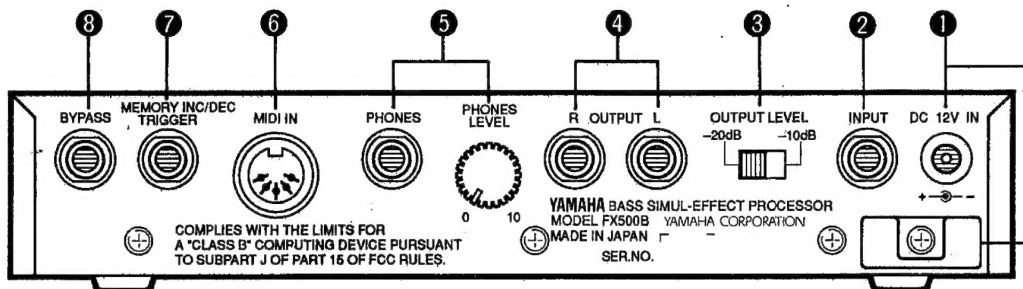 8 7 6 5 4 3 2 1
BYPASS
MEMORY INC/DEC
TRIGGER
MIDI IN
PHONES
PHONES
LEVEL
0 10
R OUTPUT L
OUTPUT LEVEL
–20dB –10dB
INPUT
DC 12V IN
+ -
YAMAHA BASS SIMUL-EFFECT PROCESSOR
MODEL FX500B YAMAHA CORPORATION
MADE IN JAPAN
SER.NO.
COMPLIES WITH THE LIMITS FOR
A "CLASS B" COMPUTING DEVICE PURSUANT
TO SUBPART J OF PART 15 OF FCC RULES.